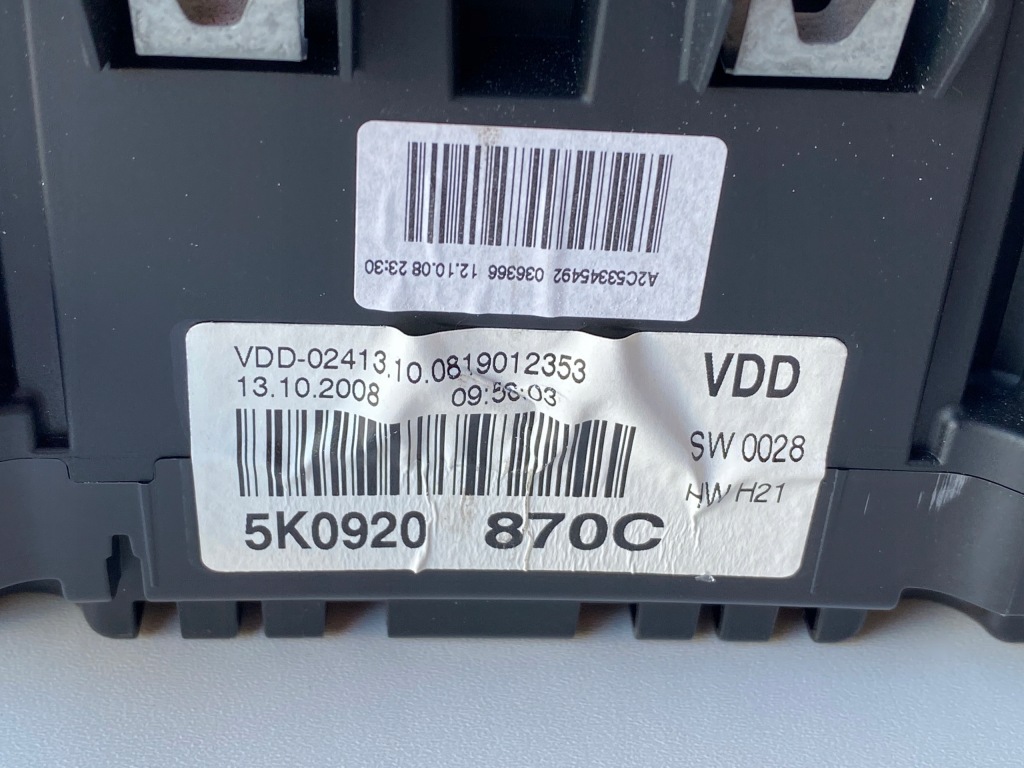 A2C53345492 036366 12.10.08 23:30
VDD-02413.10.0819012353
13.10.2008 09:56:03
VDD
SW 0028
HW H21
5K0920 870C